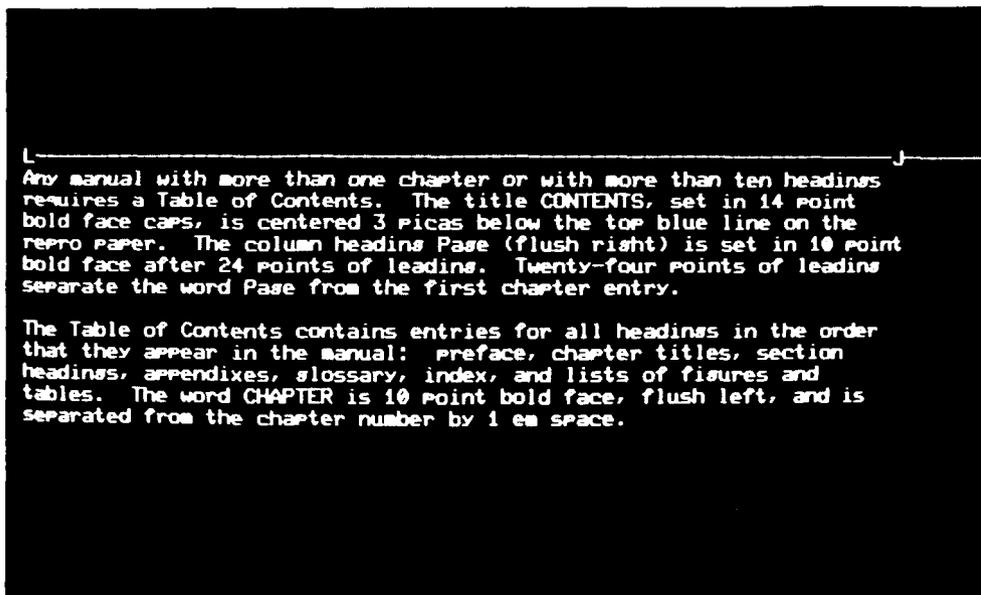 L J
Any manual with more than one chapter or with more than ten headings
requires a Table of Contents. The title CONTENTS, set in 14 point
bold face caps, is centered 3 picas below the top blue line on the
repro paper. The column heading Page (flush right) is set in 10 point
bold face after 24 points of leading. Twenty-four points of leading
separate the word Page from the first chapter entry.
The Table of Contents contains entries for all headings in the order
that they appear in the manual: preface, chapter titles, section
headings, appendixes, glossary, index, and lists of figures and
tables. The word CHAPTER is 10 point bold face, flush left, and is
separated from the chapter number by 1 em space.